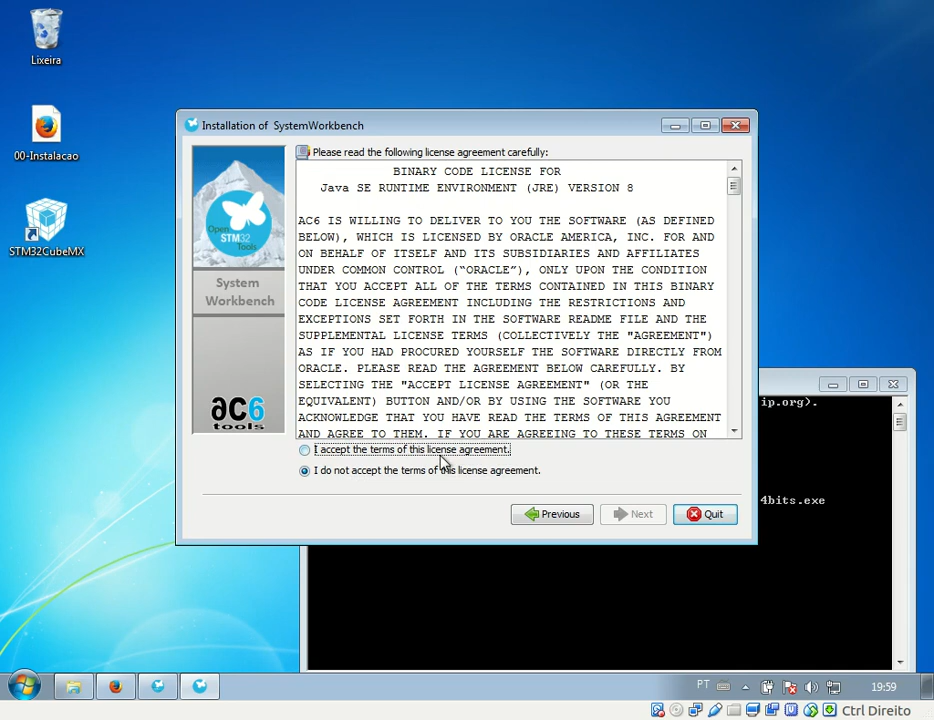 Lixeira
00-Instalacao
STM32CubeMX
Installation of SystemWorkbench
Open
STM32
Tools
System
Workbench
ac6
tools
Please read the following license agreement carefully:
BINARY CODE LICENSE FOR
Java SE RUNTIME ENVIRONMENT (JRE) VERSION 8
AC6 IS WILLING TO DELIVER TO YOU THE SOFTWARE (AS DEFINED
BELOW), WHICH IS LICENSED BY ORACLE AMERICA, INC. FOR AND
ON BEHALF OF ITSELF AND ITS SUBSIDIARIES AND AFFILIATES
UNDER COMMON CONTROL (“ORACLE”), ONLY UPON THE CONDITION
THAT YOU ACCEPT ALL OF THE TERMS CONTAINED IN THIS BINARY
CODE LICENSE AGREEMENT INCLUDING THE RESTRICTIONS AND
EXCEPTIONS SET FORTH IN THE SOFTWARE README FILE AND THE
SUPPLEMENTAL LICENSE TERMS (COLLECTIVELY THE "AGREEMENT")
AS IF YOU HAD PROCURED YOURSELF THE SOFTWARE DIRECTLY FROM
ORACLE. PLEASE READ THE AGREEMENT BELOW CAREFULLY. BY
SELECTING THE "ACCEPT LICENSE AGREEMENT" (OR THE
EQUIVALENT) BUTTON AND/OR BY USING THE SOFTWARE YOU
ACKNOWLEDGE THAT YOU HAVE READ THE TERMS OF THIS AGREEMENT
AND AGREE TO THEM. IF YOU ARE AGREEING TO THESE TERMS ON
I accept the terms of this license agreement.
I do not accept the terms of this license agreement.
Previous
Next
Quit
ip.org).
4bits.exe
PT
19:59
Ctrl Direito